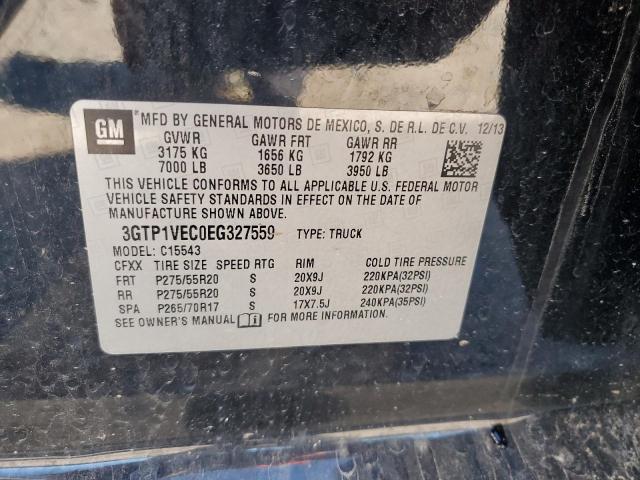 GM
MFD BY GENERAL MOTORS DE MEXICO, S. DE R.L. DE C.V. 12/13
GVWR GAWR FRT GAWR RR
3175 KG 1656 KG 1792 KG
7000 LB 3650 LB 3950 LB
THIS VEHICLE CONFORMS TO ALL APPLICABLE U.S. FEDERAL MOTOR
VEHICLE SAFETY STANDARDS IN EFFECT ON THE DATE OF
MANUFACTURE SHOWN ABOVE.
3GTP1VEC0EG327559 TYPE: TRUCK
MODEL: C15543
CFXX TIRE SIZE SPEED RTG RIM COLD TIRE PRESSURE
FRT P275/55R20 S 20X9J 220KPA(32PSI)
RR P275/55R20 S 20X9J 220KPA(32PSI)
SPA P265/70R17 S 17X7.5J 240KPA(35PSI)
SEE OWNER'S MANUAL FOR MORE INFORMATION.